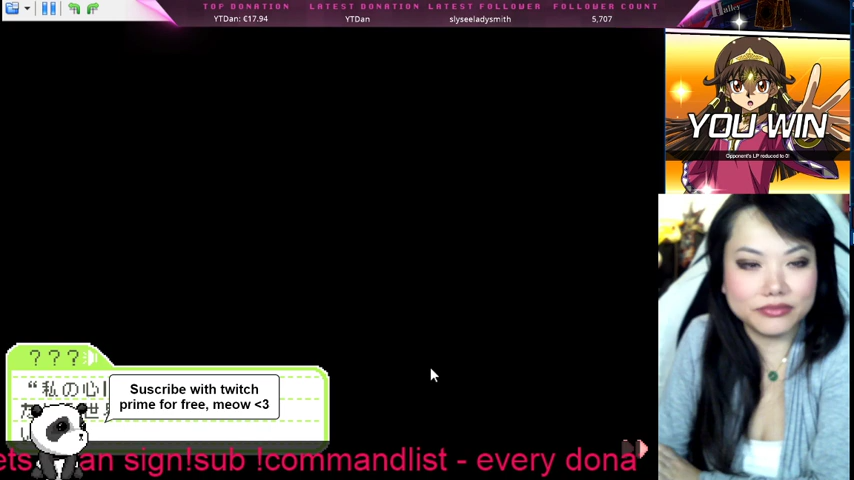 TOP DONATION
LATEST DONATION
LATEST FOLLOWER
FOLLOWER COUNT
YTDan: €17.94
YTDan
slyseeladysmith
5,707
YOU WIN
Opponent's LP reduced to 0!
???
“私の心
Suscribe with twitch
prime for free, meow <3
an sign!sub !commandlist - every dona